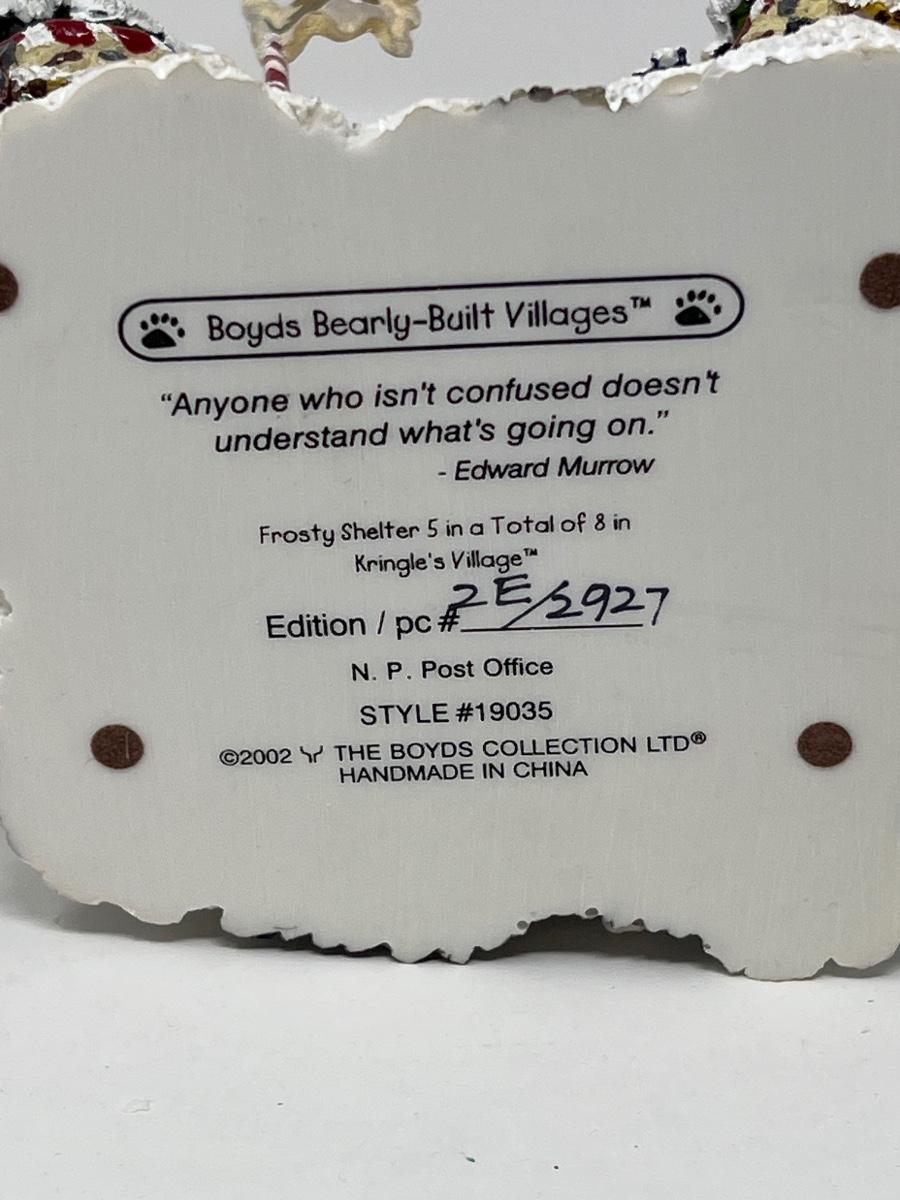 Boyds Bearly-Built Villages™
“Anyone who isn't confused doesn't
understand what's going on.”
- Edward Murrow
Frosty Shelter 5 in a Total of 8 in
Kringle's Village™
Edition / pc # 2E/2927
N. P. Post Office
STYLE #19035
©2002 THE BOYDS COLLECTION LTD®
HANDMADE IN CHINA